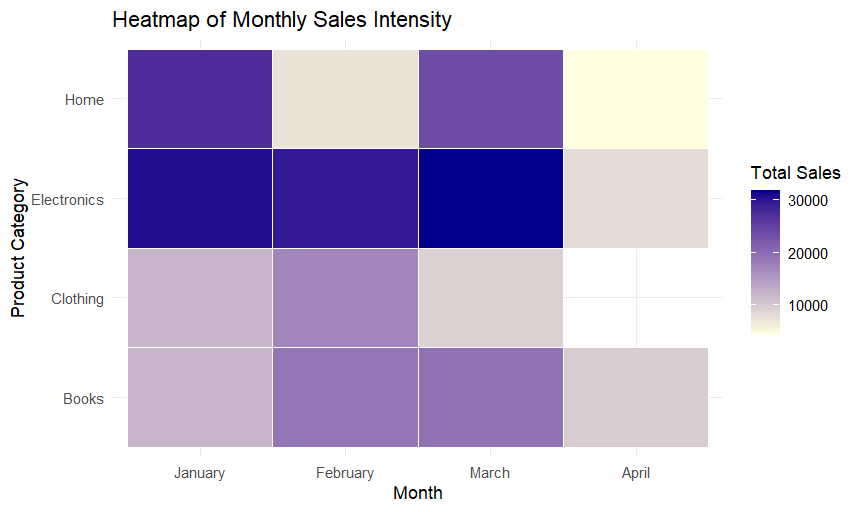 Heatmap of Monthly Sales Intensity
Product Category
Home
Electronics
Clothing
Books
January February March April
Month
Total Sales
30000
20000
10000